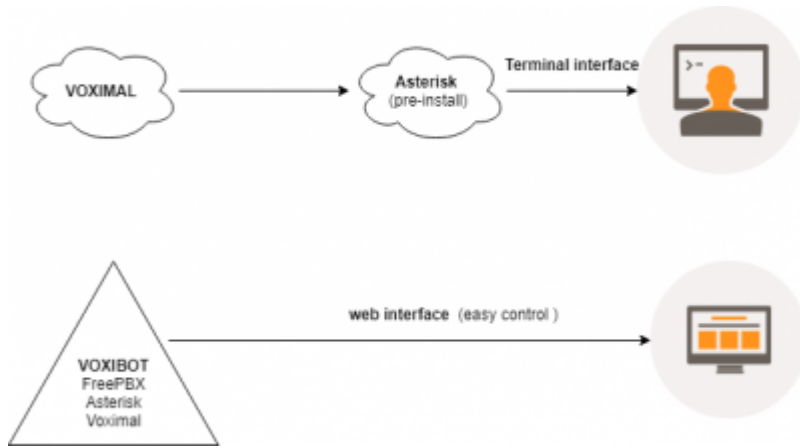 VOXIMAL
Asterisk
(pre-install)
Terminal interface
>-
web interface (easy control )
VOXIBOT
FreePBX
Asterisk
Voximal